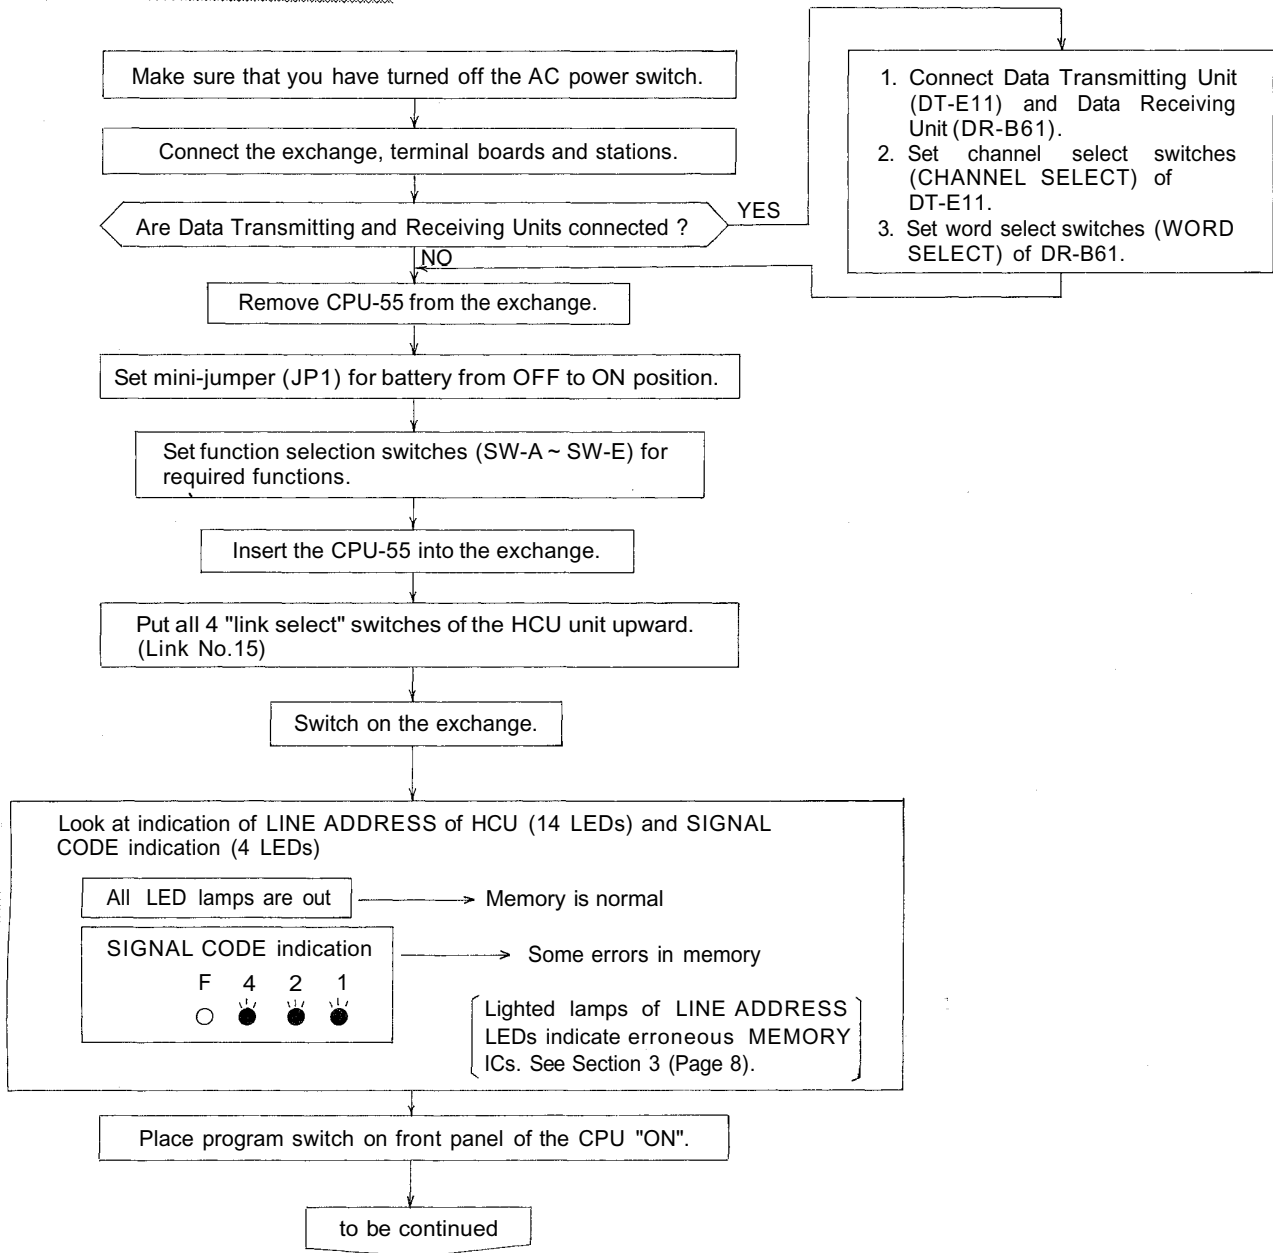 Make sure that you have turned off the AC power switch.
Connect the exchange, terminal boards and stations.
Are Data Transmitting and Receiving Units connected ?
YES
1. Connect Data Transmitting Unit
(DT-E11) and Data Receiving
Unit (DR-B61).
2. Set channel select switches
(CHANNEL SELECT) of
DT-E11.
3. Set word select switches (WORD
SELECT) of DR-B61.
NO
Remove CPU-55 from the exchange.
Set mini-jumper (JP1) for battery from OFF to ON position.
Set function selection switches (SW-A ~ SW-E) for
required functions.
Insert the CPU-55 into the exchange.
Put all 4 "link select" switches of the HCU unit upward.
(Link No.15)
Switch on the exchange.
Look at indication of LINE ADDRESS of HCU (14 LEDs) and SIGNAL
CODE indication (4 LEDs)
All LED lamps are out
Memory is normal
SIGNAL CODE indication
F 4 2 1
Some errors in memory
Lighted lamps of LINE ADDRESS
LEDs indicate erroneous MEMORY
ICs. See Section 3 (Page 8).
Place program switch on front panel of the CPU "ON".
to be continued